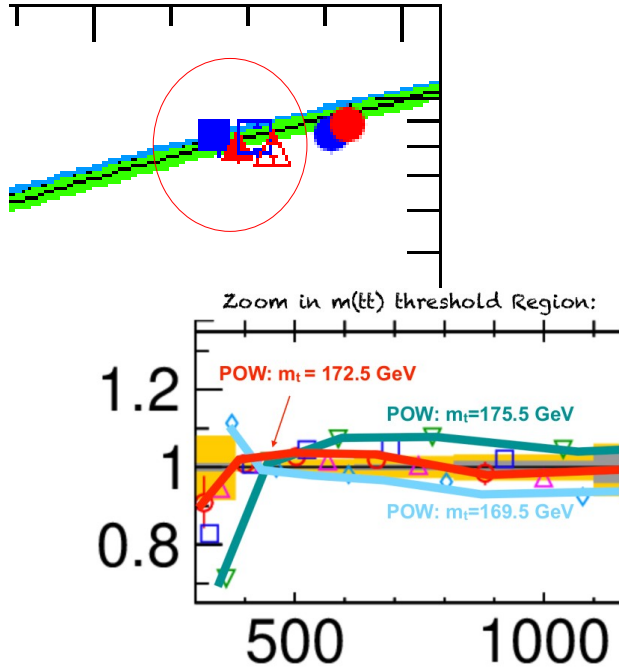 Zoom in m(tt) threshold Region:
POW: mt = 172.5 GeV
1.2
POW: mt=175.5 GeV
1
POW: mt=169.5 GeV
0.8
500 1000